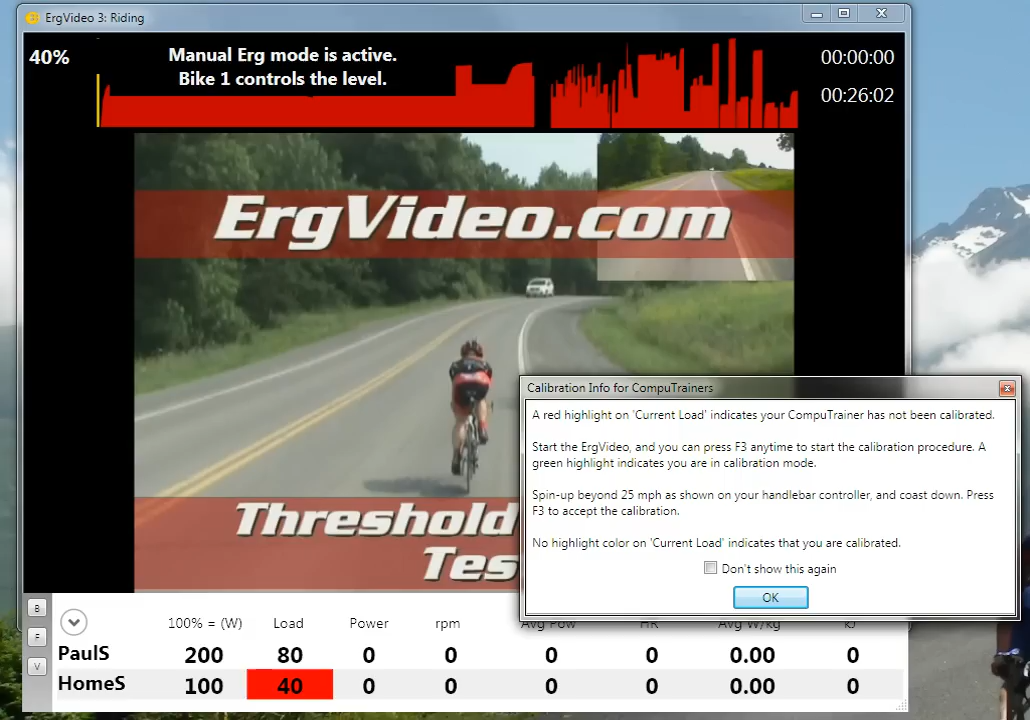 ErgVideo 3: Riding
40%
Manual Erg mode is active.
Bike 1 controls the level.
00:00:00
00:26:02
ErgVideo.com
Threshold
Tes
Calibration Info for CompuTrainers
A red highlight on 'Current Load' indicates your CompuTrainer has not been calibrated.
Start the ErgVideo, and you can press F3 anytime to start the calibration procedure. A
green highlight indicates you are in calibration mode.
Spin-up beyond 25 mph as shown on your handlebar controller, and coast down. Press
F3 to accept the calibration.
No highlight color on 'Current Load' indicates that you are calibrated.
Don't show this again
OK
B
F
V
100% = (W) Load Power rpm Avg Pow HR Avg W/kg kJ
PaulS 200 80 0 0 0 0 0.00 0
HomeS 100 40 0 0 0 0 0.00 0